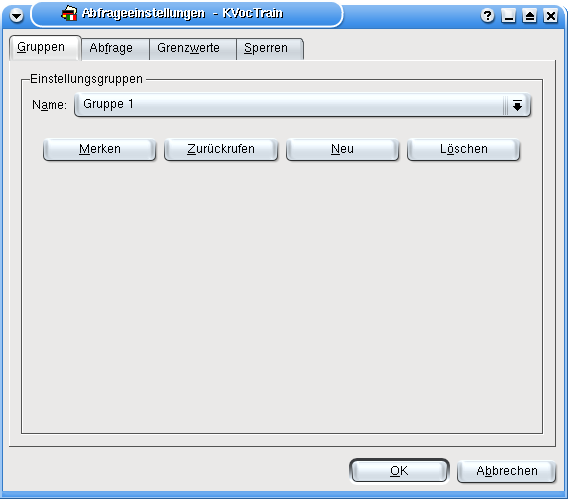 Abfrageeinstellungen - KVocTrain
Gruppen Abfrage Grenzwerte Sperren
Einstellungsgruppen
Name: Gruppe 1
Merken Zurückrufen Neu Löschen
OK Abbrechen